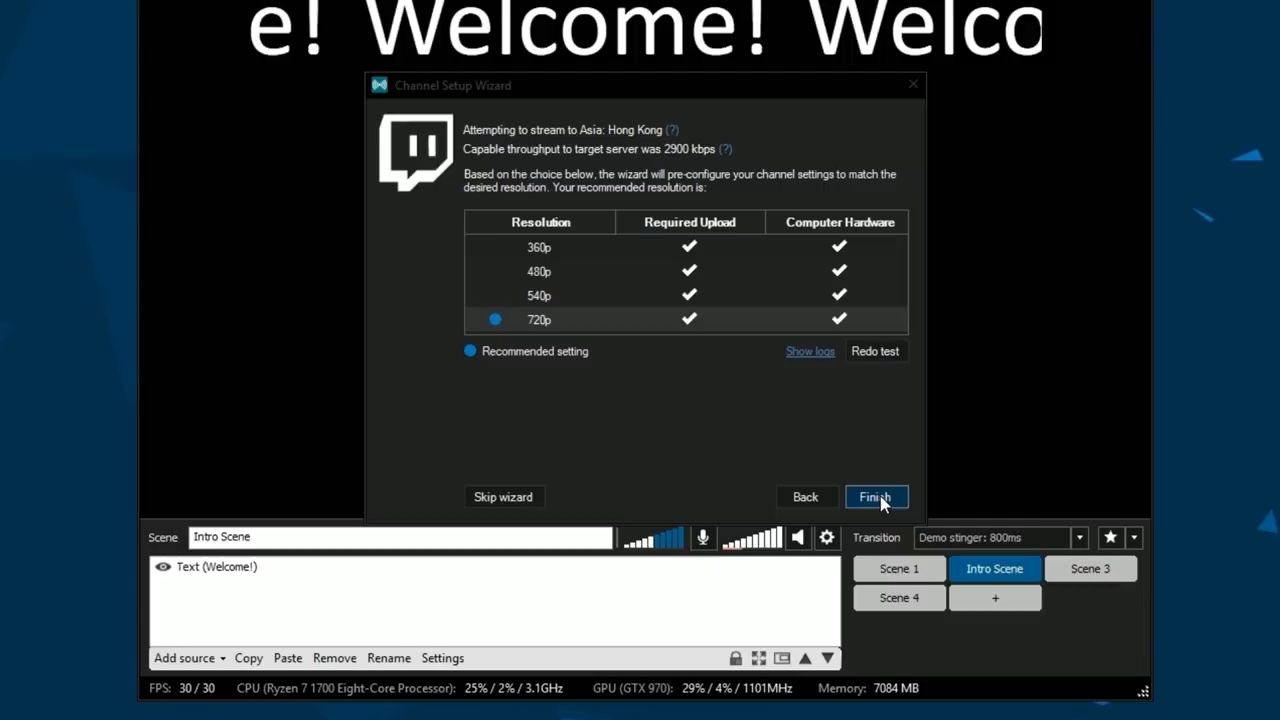 e! Welcome! Welco
Channel Setup Wizard
Attempting to stream to Asia: Hong Kong (?)
Capable throughput to target server was 2900 kbps (?)
Based on the choice below, the wizard will pre-configure your channel settings to match the
desired resolution. Your recommended resolution is:
Resolution Required Upload Computer Hardware
360p
480p
540p
720p
Recommended setting Show logs Redo test
Skip wizard Back Finish
Scene Intro Scene Transition Demo stinger: 800ms
Text (Welcome!) Scene 1 Intro Scene Scene 3
Scene 4 +
Add source Copy Paste Remove Rename Settings
FPS: 30 / 30 CPU (Ryzen 7 1700 Eight-Core Processor): 25% / 2% / 3.1GHz GPU (GTX 970): 29% / 4% / 1101MHz Memory: 7084 MB